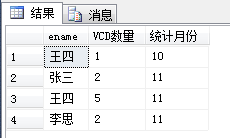 结果 消息
ename VCD数量 统计月份
1 王四 1 10
2 张三 2 11
3 王四 5 11
4 李思 2 11